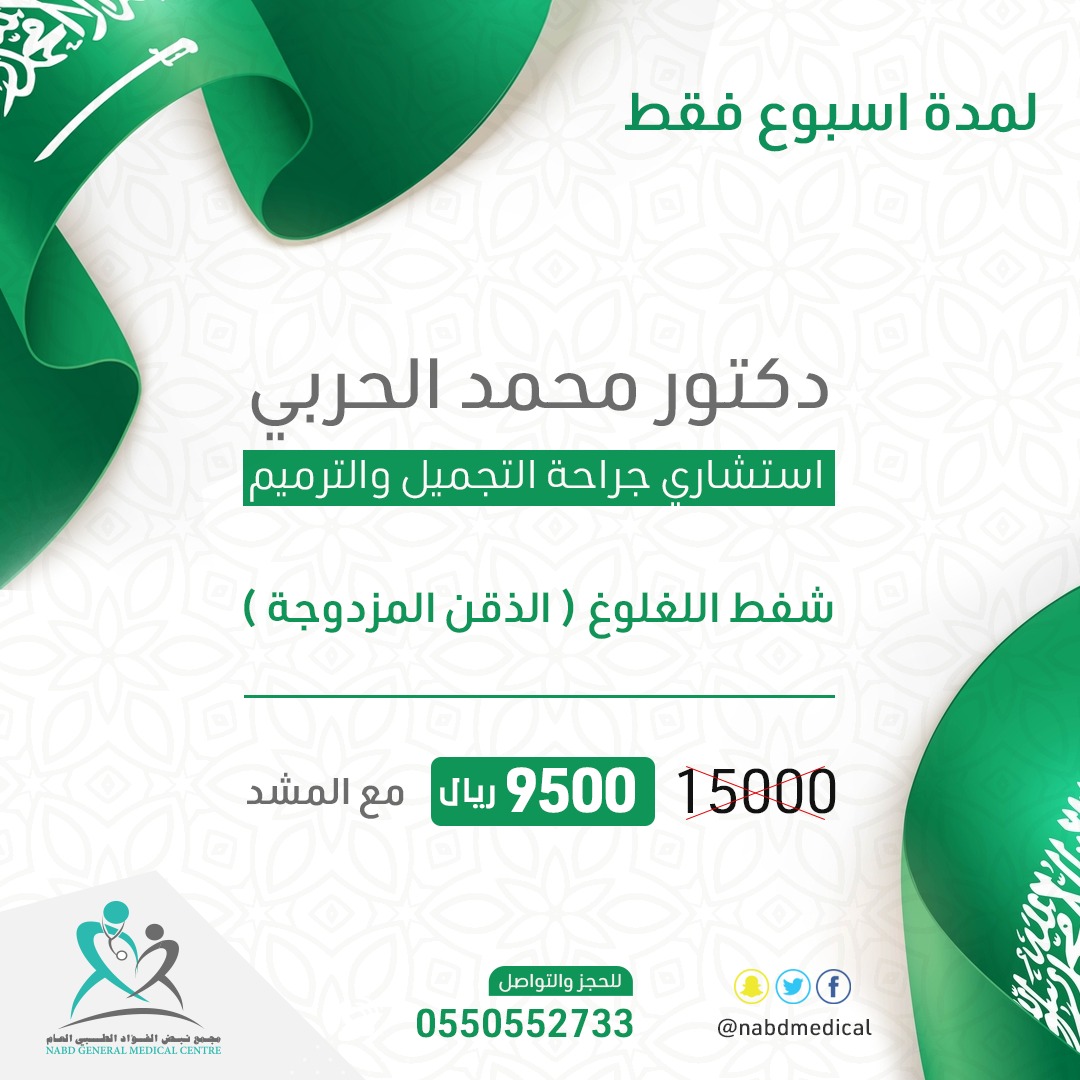 لمدة اسبوع فقط
دكتور محمد الحربي
استشاري جراحة التجميل والترميم
شفط اللغلوغ ( الذقن المزدوجة )
15000 9500 ريال مع المشد
للحجز والتواصل
0550552733
@nabdmedical
مجمع نبض الفؤاد الطبي العام
NABD GENERAL MEDICAL CENTRE